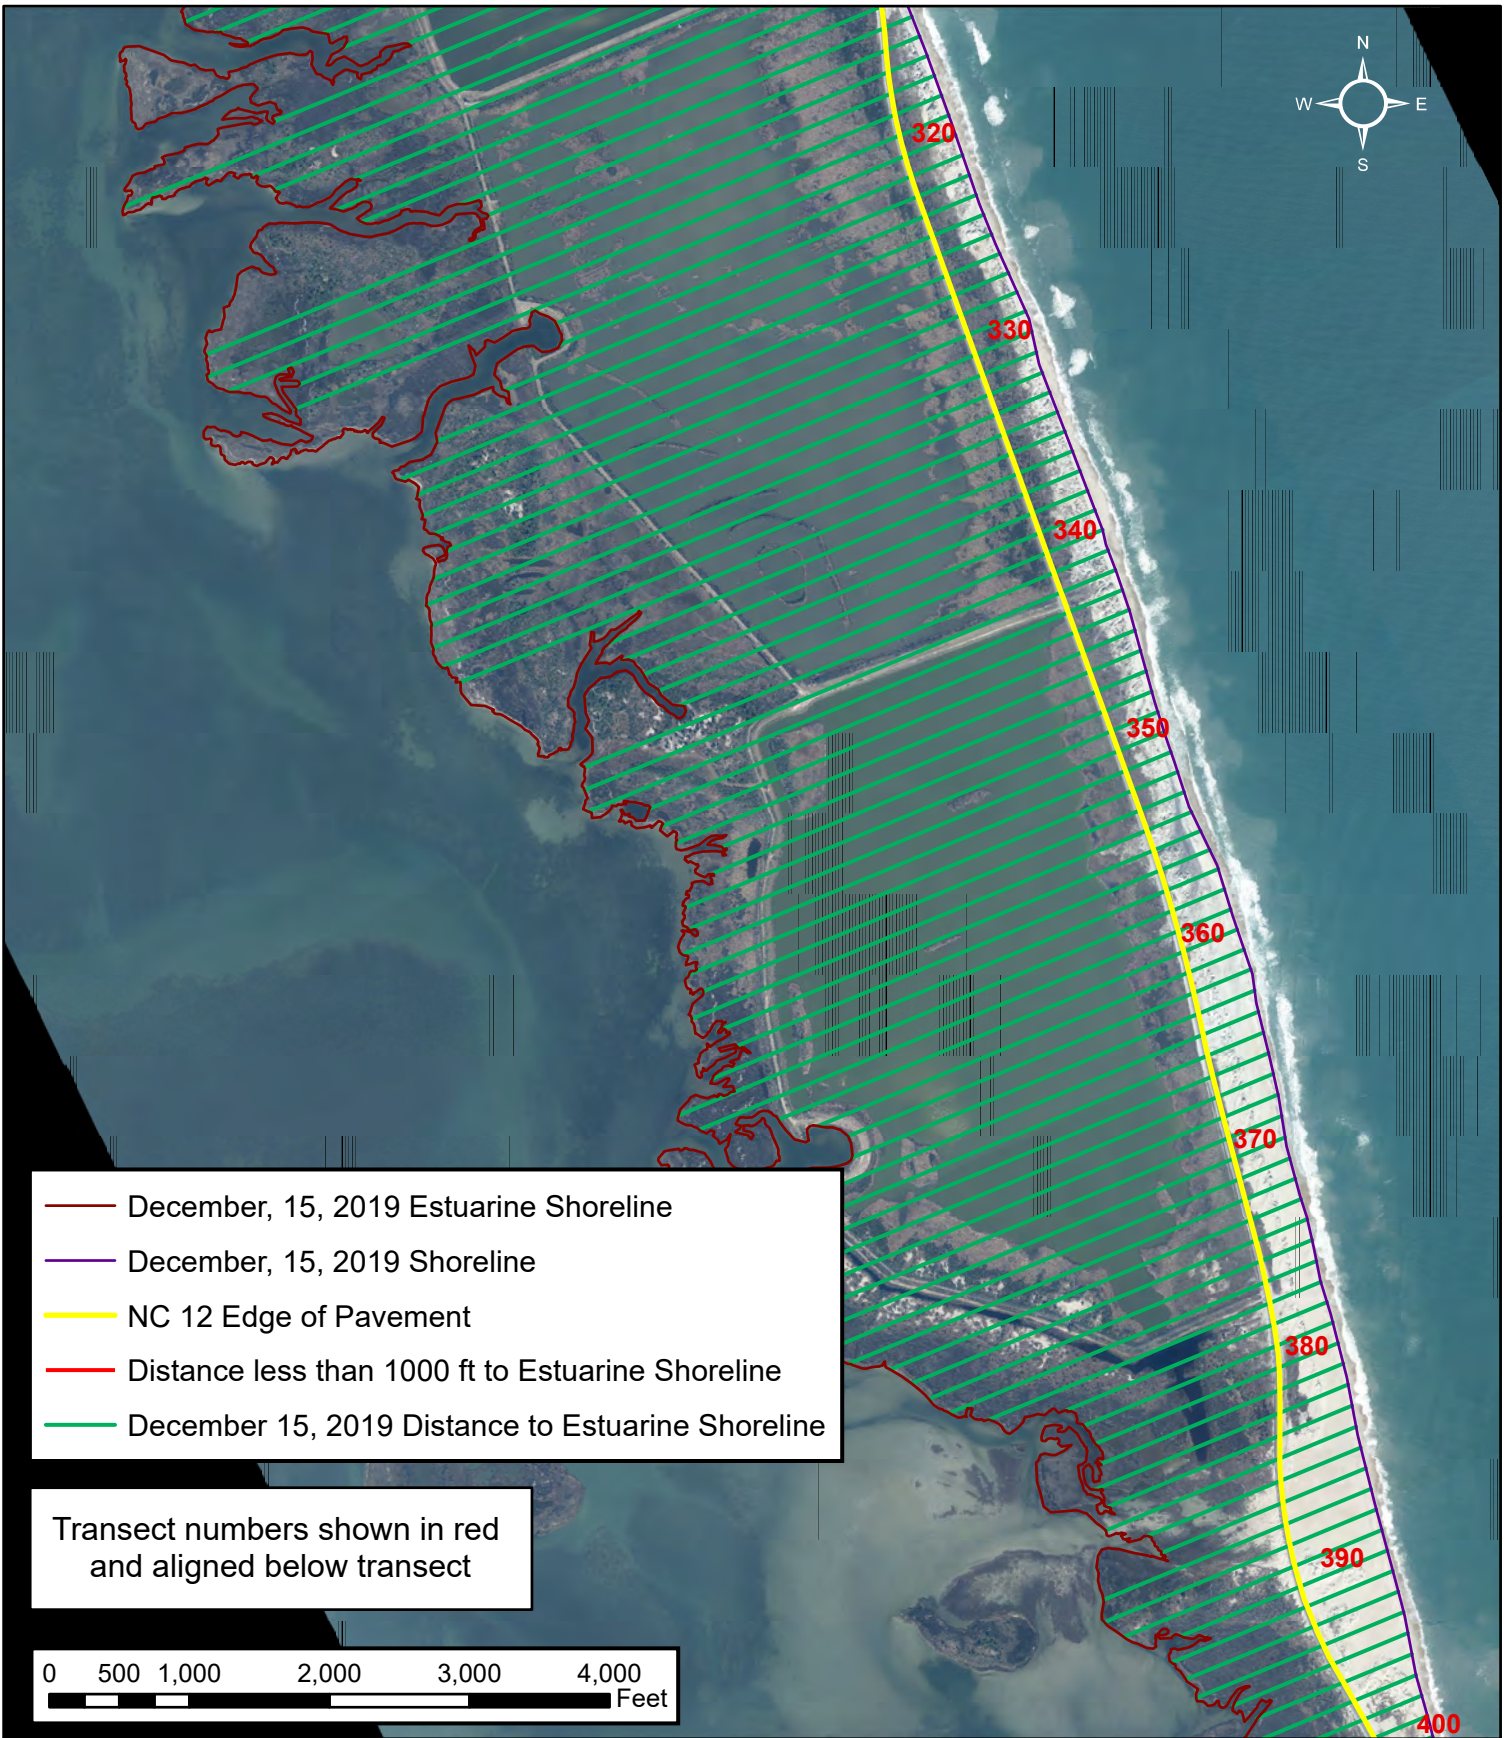 N
W E
S
320
330
340
350
360
370
380
390
400
December, 15, 2019 Estuarine Shoreline
December, 15, 2019 Shoreline
NC 12 Edge of Pavement
Distance less than 1000 ft to Estuarine Shoreline
December 15, 2019 Distance to Estuarine Shoreline
Transect numbers shown in red
and aligned below transect
0 500 1,000 2,000 3,000 4,000
Feet